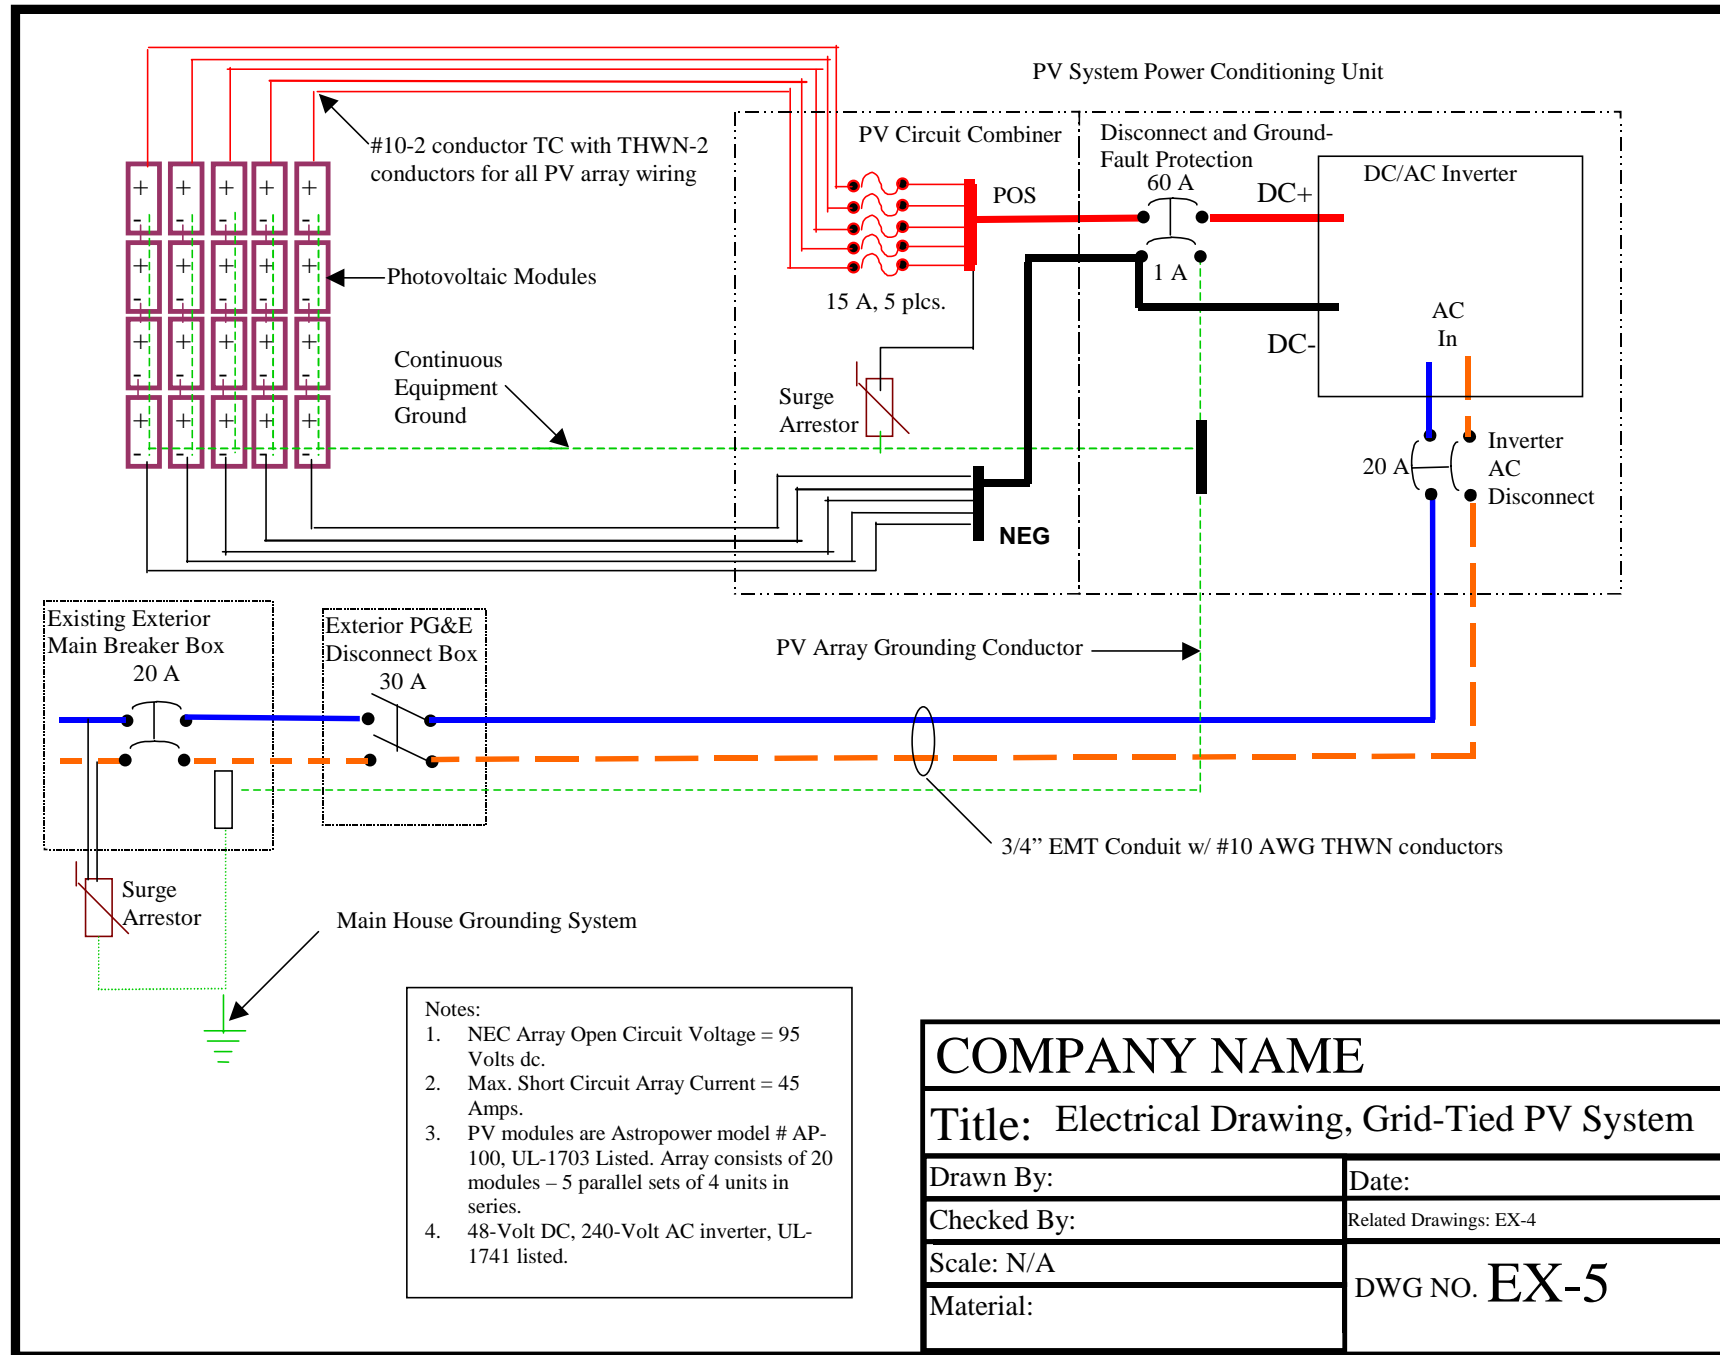 PV System Power Conditioning Unit
#10-2 conductor TC with THWN-2
conductors for all PV array wiring
PV Circuit Combiner
Disconnect and Ground-
Fault Protection
60 A
DC/AC Inverter
+ + + + +
- - - - -
+ + + + +
- - - - -
+ + + + +
- - - - -
+ + + + +
- - - - -
POS
DC+
Photovoltaic Modules
1 A
15 A, 5 plcs.
AC
In
DC-
Continuous
Equipment
Ground
Surge
Arrestor
20 A
Inverter
AC
Disconnect
NEG
Existing Exterior
Main Breaker Box
20 A
Exterior PG&E
Disconnect Box
30 A
PV Array Grounding Conductor
3/4” EMT Conduit w/ #10 AWG THWN conductors
Surge
Arrestor
Main House Grounding System
Notes:
1. NEC Array Open Circuit Voltage = 95
Volts dc.
2. Max. Short Circuit Array Current = 45
Amps.
3. PV modules are Astropower model # AP-
100, UL-1703 Listed. Array consists of 20
modules – 5 parallel sets of 4 units in
series.
4. 48-Volt DC, 240-Volt AC inverter, UL-
1741 listed.
COMPANY NAME
Title: Electrical Drawing, Grid-Tied PV System
Drawn By:
Date:
Checked By:
Related Drawings: EX-4
Scale: N/A
DWG NO. EX-5
Material: